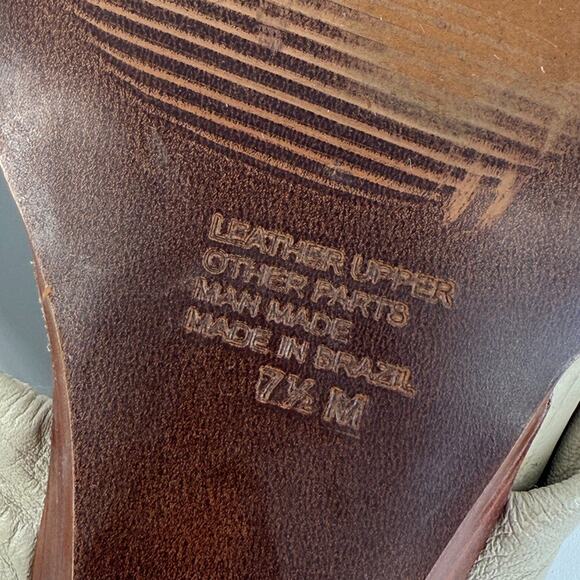 LEATHER UPPER
OTHER PARTS
MAN MADE
MADE IN BRAZIL
7½ M